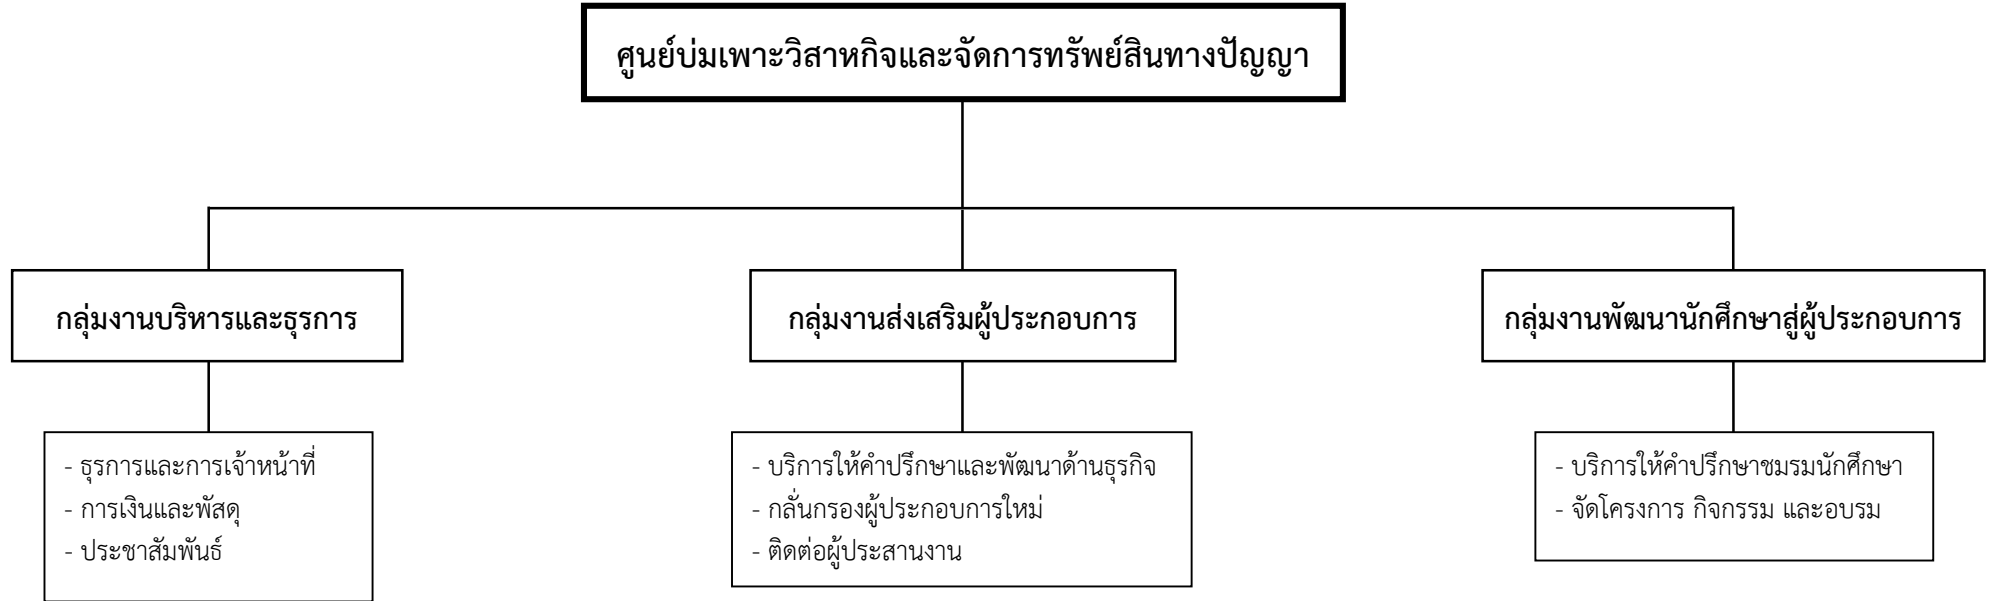 ศูนย์บ่มเพาะวิสาหกิจและจัดการทรัพย์สินทางปัญญา
กลุ่มงานบริหารและธุรการ
กลุ่มงานส่งเสริมผู้ประกอบการ
กลุ่มงานพัฒนานักศึกษาสู่ผู้ประกอบการ
- ธุรการและการเจ้าหน้าที่
- การเงินและพัสดุ
- ประชาสัมพันธ์
- บริการให้คำปรึกษาและพัฒนาด้านธุรกิจ
- กลั่นกรองผู้ประกอบการใหม่
- ติดต่อผู้ประสานงาน
- บริการให้คำปรึกษาชมรมนักศึกษา
- จัดโครงการ กิจกรรม และอบรม